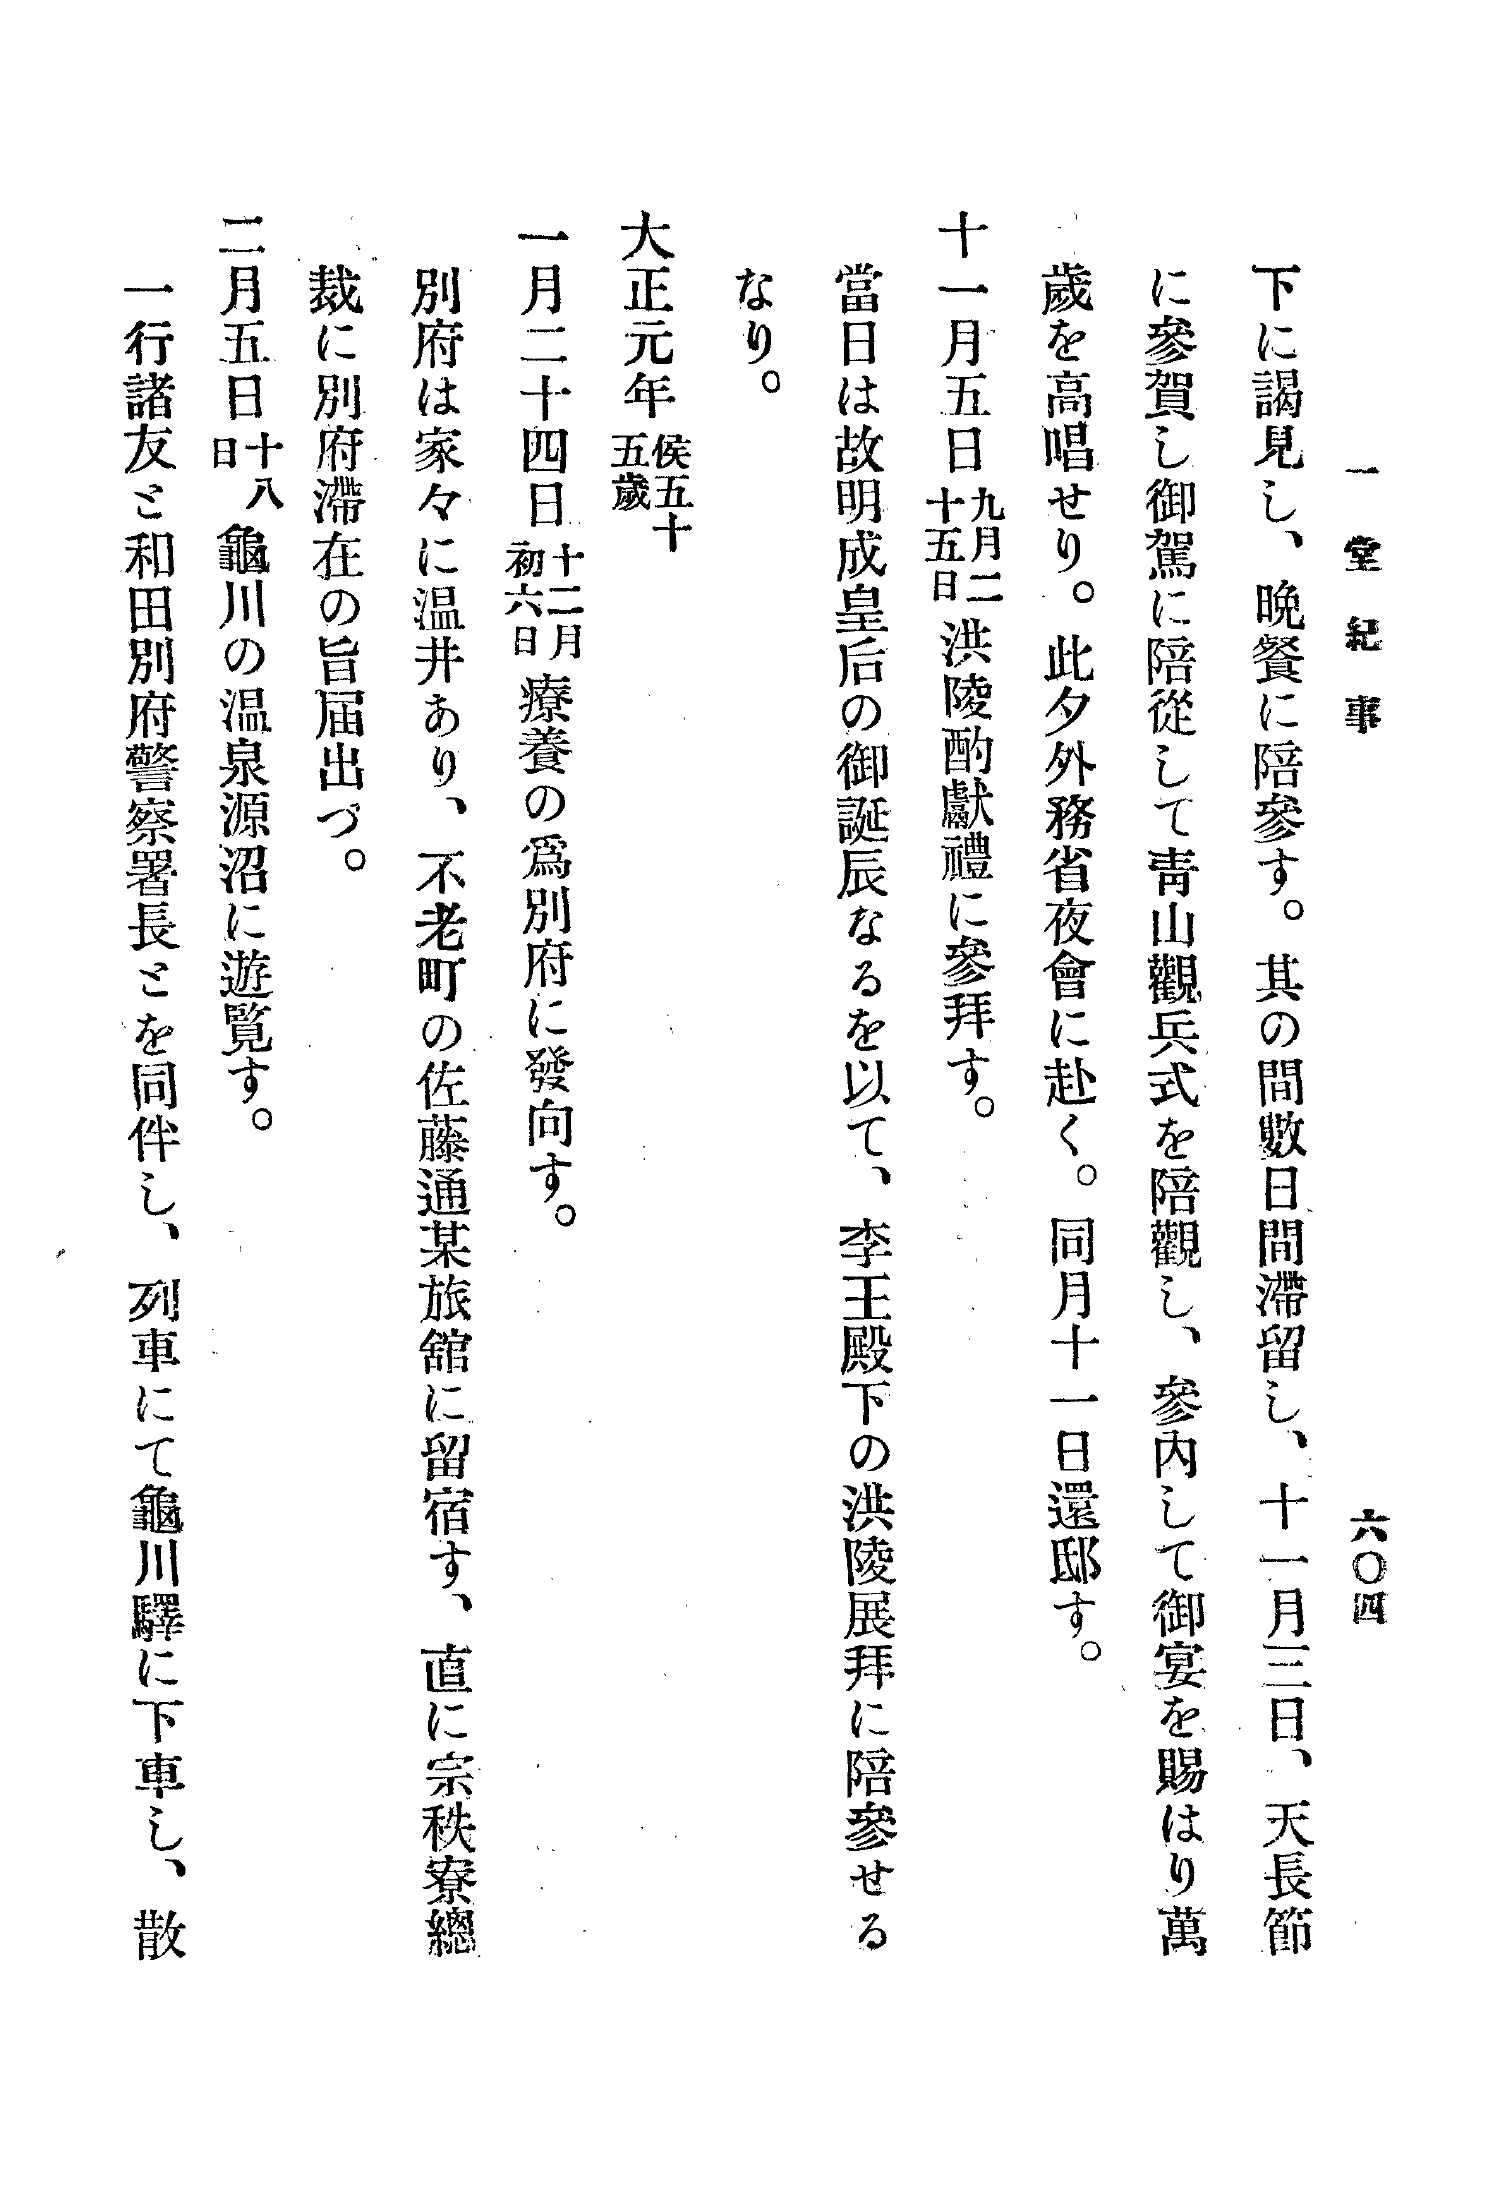 一堂紀事
六〇四
下に謁見し、晩餐に陪參す。其の間數日間滯留し、十一月三日、天長節
に參賀し御駕に陪從して靑山觀兵式を陪觀し、參內して御宴を賜はり萬
歲を高唱せり。此夕外務省夜會に赴く。同月十一日還邸す。
十一月五日九月二十五日洪陵酌獻禮に參拜す。
當日は故明成皇后の御誕辰なるを以て、李王殿下の洪陵展拜に陪參せる
なり。
大正元年侯五十五歲
一月二十四日十二月初六日療養の爲別府に發向す。
別府は家々に温井あり、不老町の佐藤通某旅舘に留宿す、直に宗秩寮總
裁に別府滯在の旨届出づ。
二月五日十八日龜川の温泉源沼に遊覧す。
一行諸友と和田別府警察署長とを同伴し、列車にて龜川驛に下車し、散